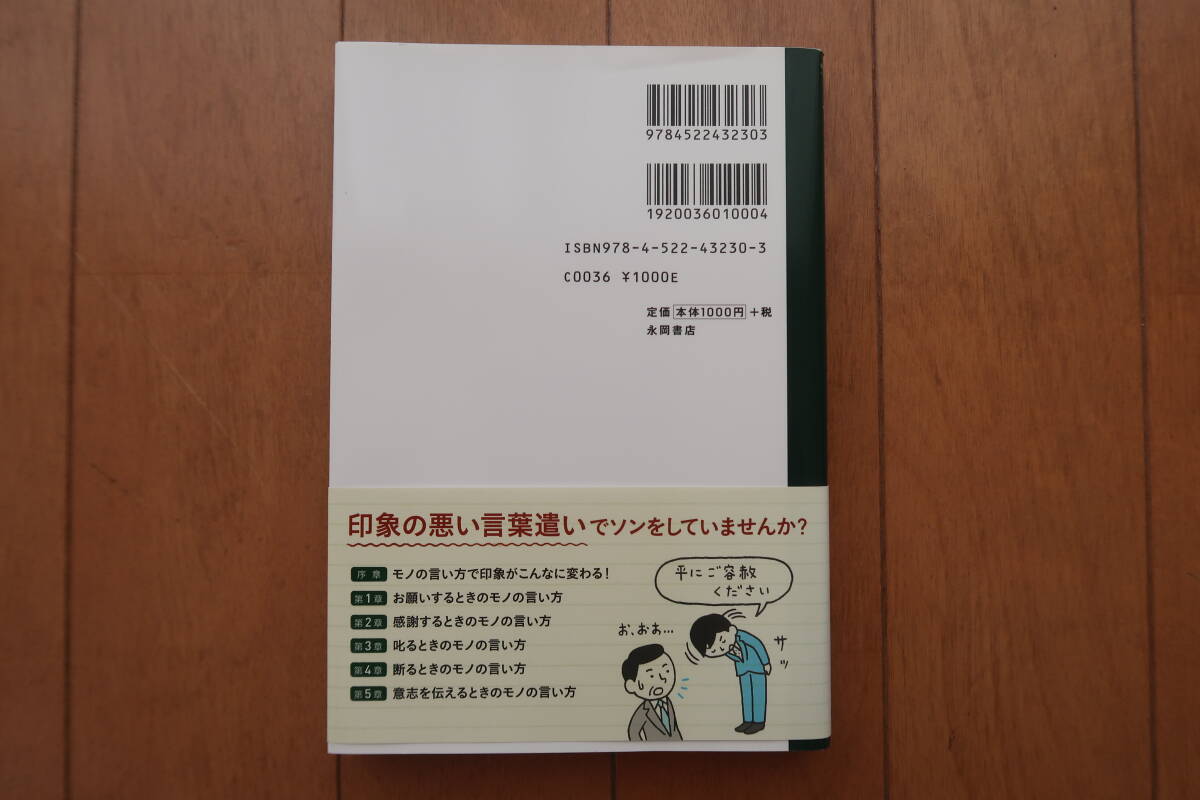 9784522432303
1920036010004
ISBN978-4-522-43230-3
C0036 ¥1000E
定価 本体1000円 +税
永岡書店
印象の悪い言葉遣いでソンをしていませんか?
序章 モノの言い方で印象がこんなに変わる!
第1章 お願いするときのモノの言い方
第2章 感謝するときのモノの言い方
第3章 叱るときのモノの言い方
第4章 断るときのモノの言い方
第5章 意志を伝えるときのモノの言い方
平にご容赦
ください
お、おぉ…
サッ